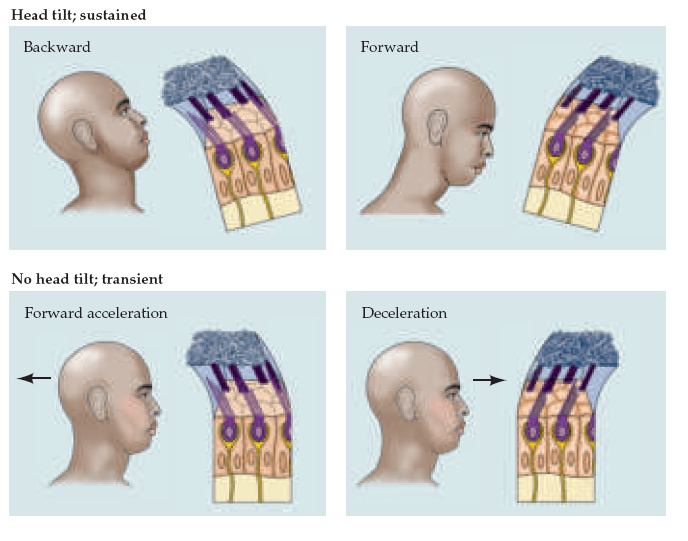 Head tilt; sustained
Backward
Forward
No head tilt; transient
Forward acceleration
Deceleration